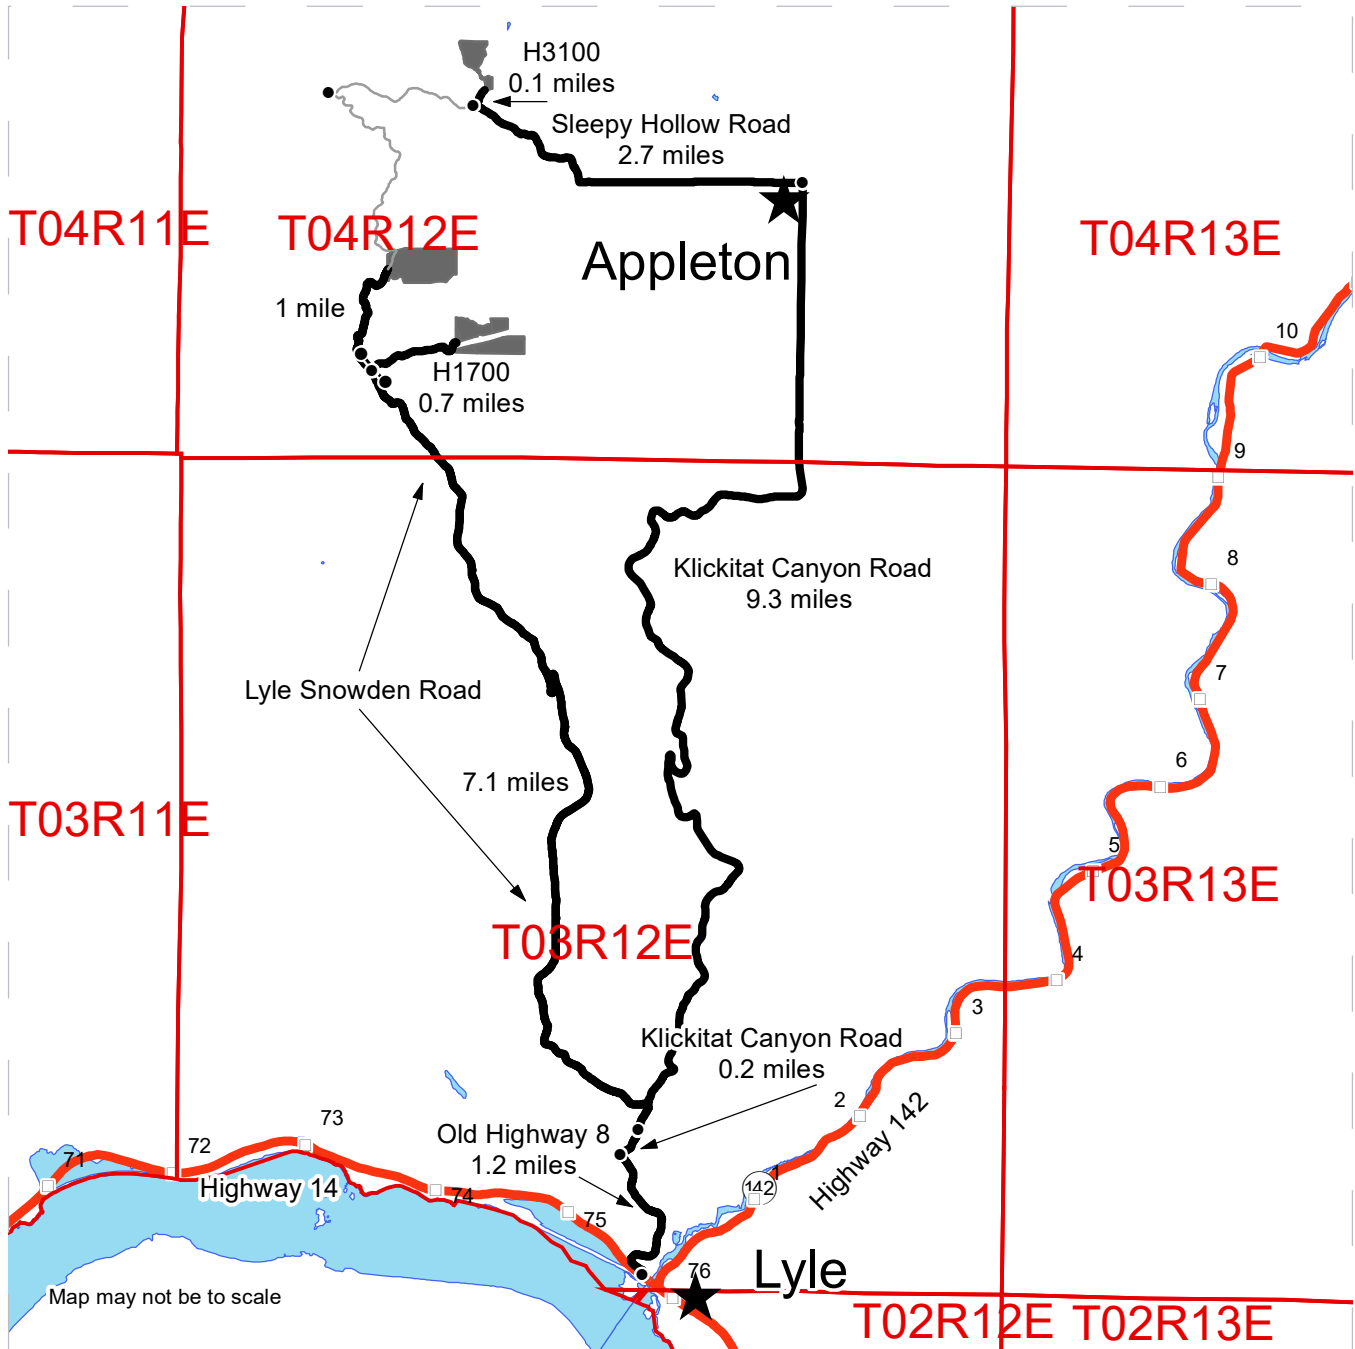 H3100
0.1 miles
Sleepy Hollow Road
2.7 miles
T04R11E
T04R12E
T04R13E
Appleton
1 mile
10
H1700
0.7 miles
9
8
Klickitat Canyon Road
9.3 miles
7
Lyle Snowden Road
6
7.1 miles
T03R11E
5
T03R13E
T03R12E
4
3
Klickitat Canyon Road
0.2 miles
2
Highway 142
73
72
71
Old Highway 8
1.2 miles
1
142
Highway 14
74
75
76
Lyle
Map may not be to scale
T02R12E
T02R13E